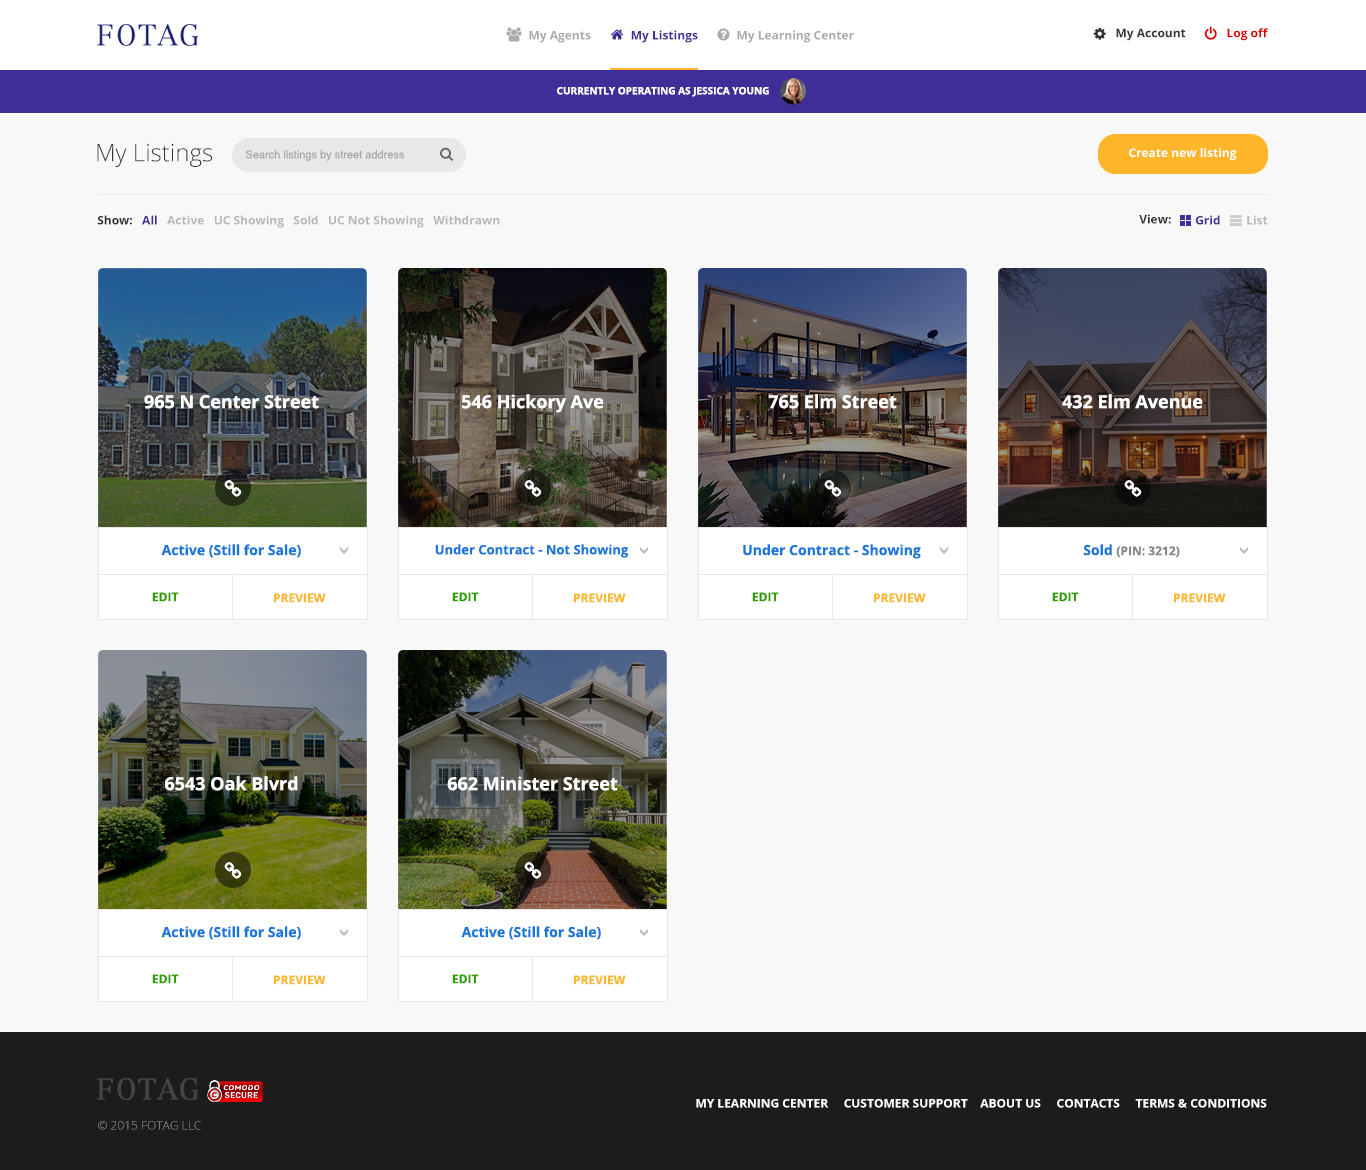 FOTAG
My Agents
My Listings
My Learning Center
My Account
Log off
CURRENTLY OPERATING AS JESSICA YOUNG
My Listings
Search listings by street address
Create new listing
Show: All Active UC Showing Sold UC Not Showing Withdrawn
View: Grid List
965 N Center Street
546 Hickory Ave
765 Elm Street
432 Elm Avenue
Active (Still for Sale)
Under Contract - Not Showing
Under Contract - Showing
Sold (PIN: 3212)
EDIT PREVIEW
EDIT PREVIEW
EDIT PREVIEW
EDIT PREVIEW
6543 Oak Blvrd
662 Minister Street
Active (Still for Sale)
Active (Still for Sale)
EDIT PREVIEW
EDIT PREVIEW
FOTAG
COMODO
SECURE
MY LEARNING CENTER CUSTOMER SUPPORT ABOUT US CONTACTS TERMS & CONDITIONS
© 2015 FOTAG LLC